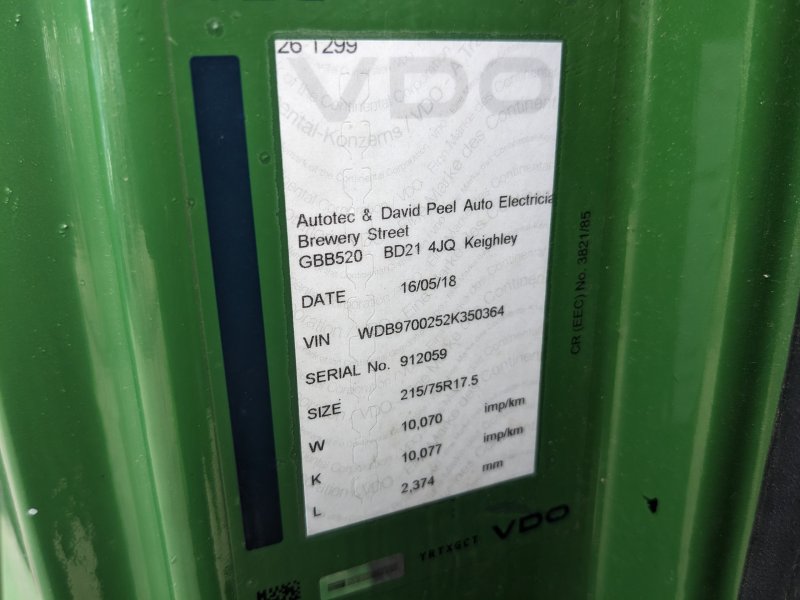 26 1299
VDO
Autotec & David Peel Auto Electricia
Brewery Street
GBB520 BD21 4JQ Keighley
DATE 16/05/18
VIN WDB9700252K350364
SERIAL No. 912059
SIZE 215/75R17.5
W 10,070 imp/km
K 10,077 imp/km
L 2,374 mm
CR (EEC) No. 3821/85
YRTXGCT VDO